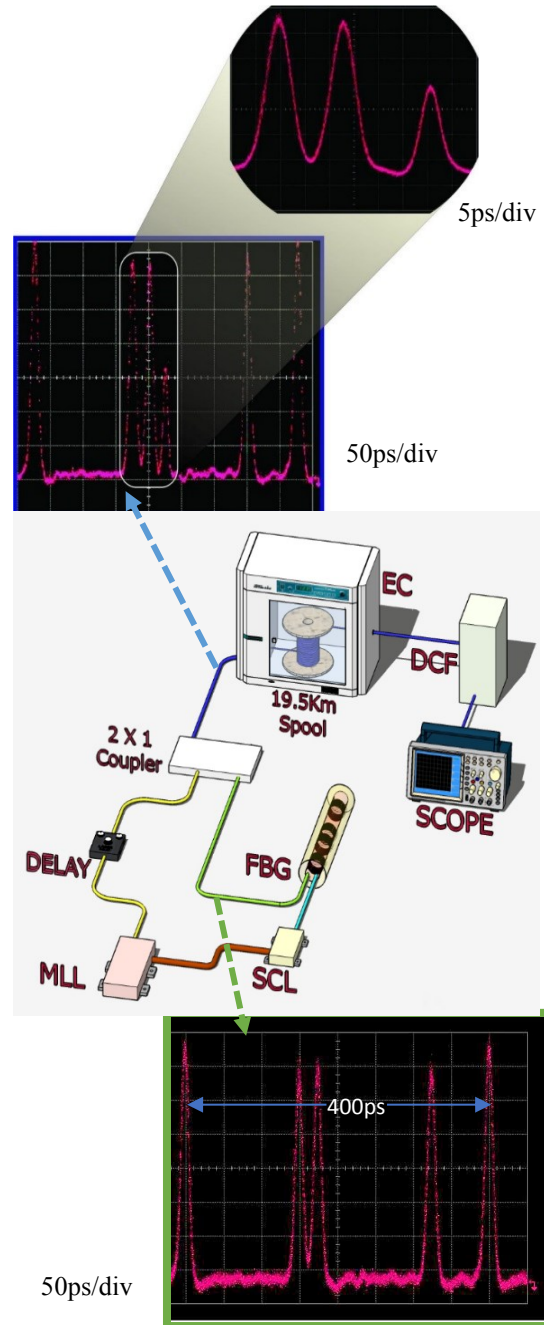 5ps/div
50ps/div
EC
DCF
19.5Km
Spool
2 X 1
Coupler
SCOPE
DELAY
FBG
MLL
SCL
400ps
50ps/div